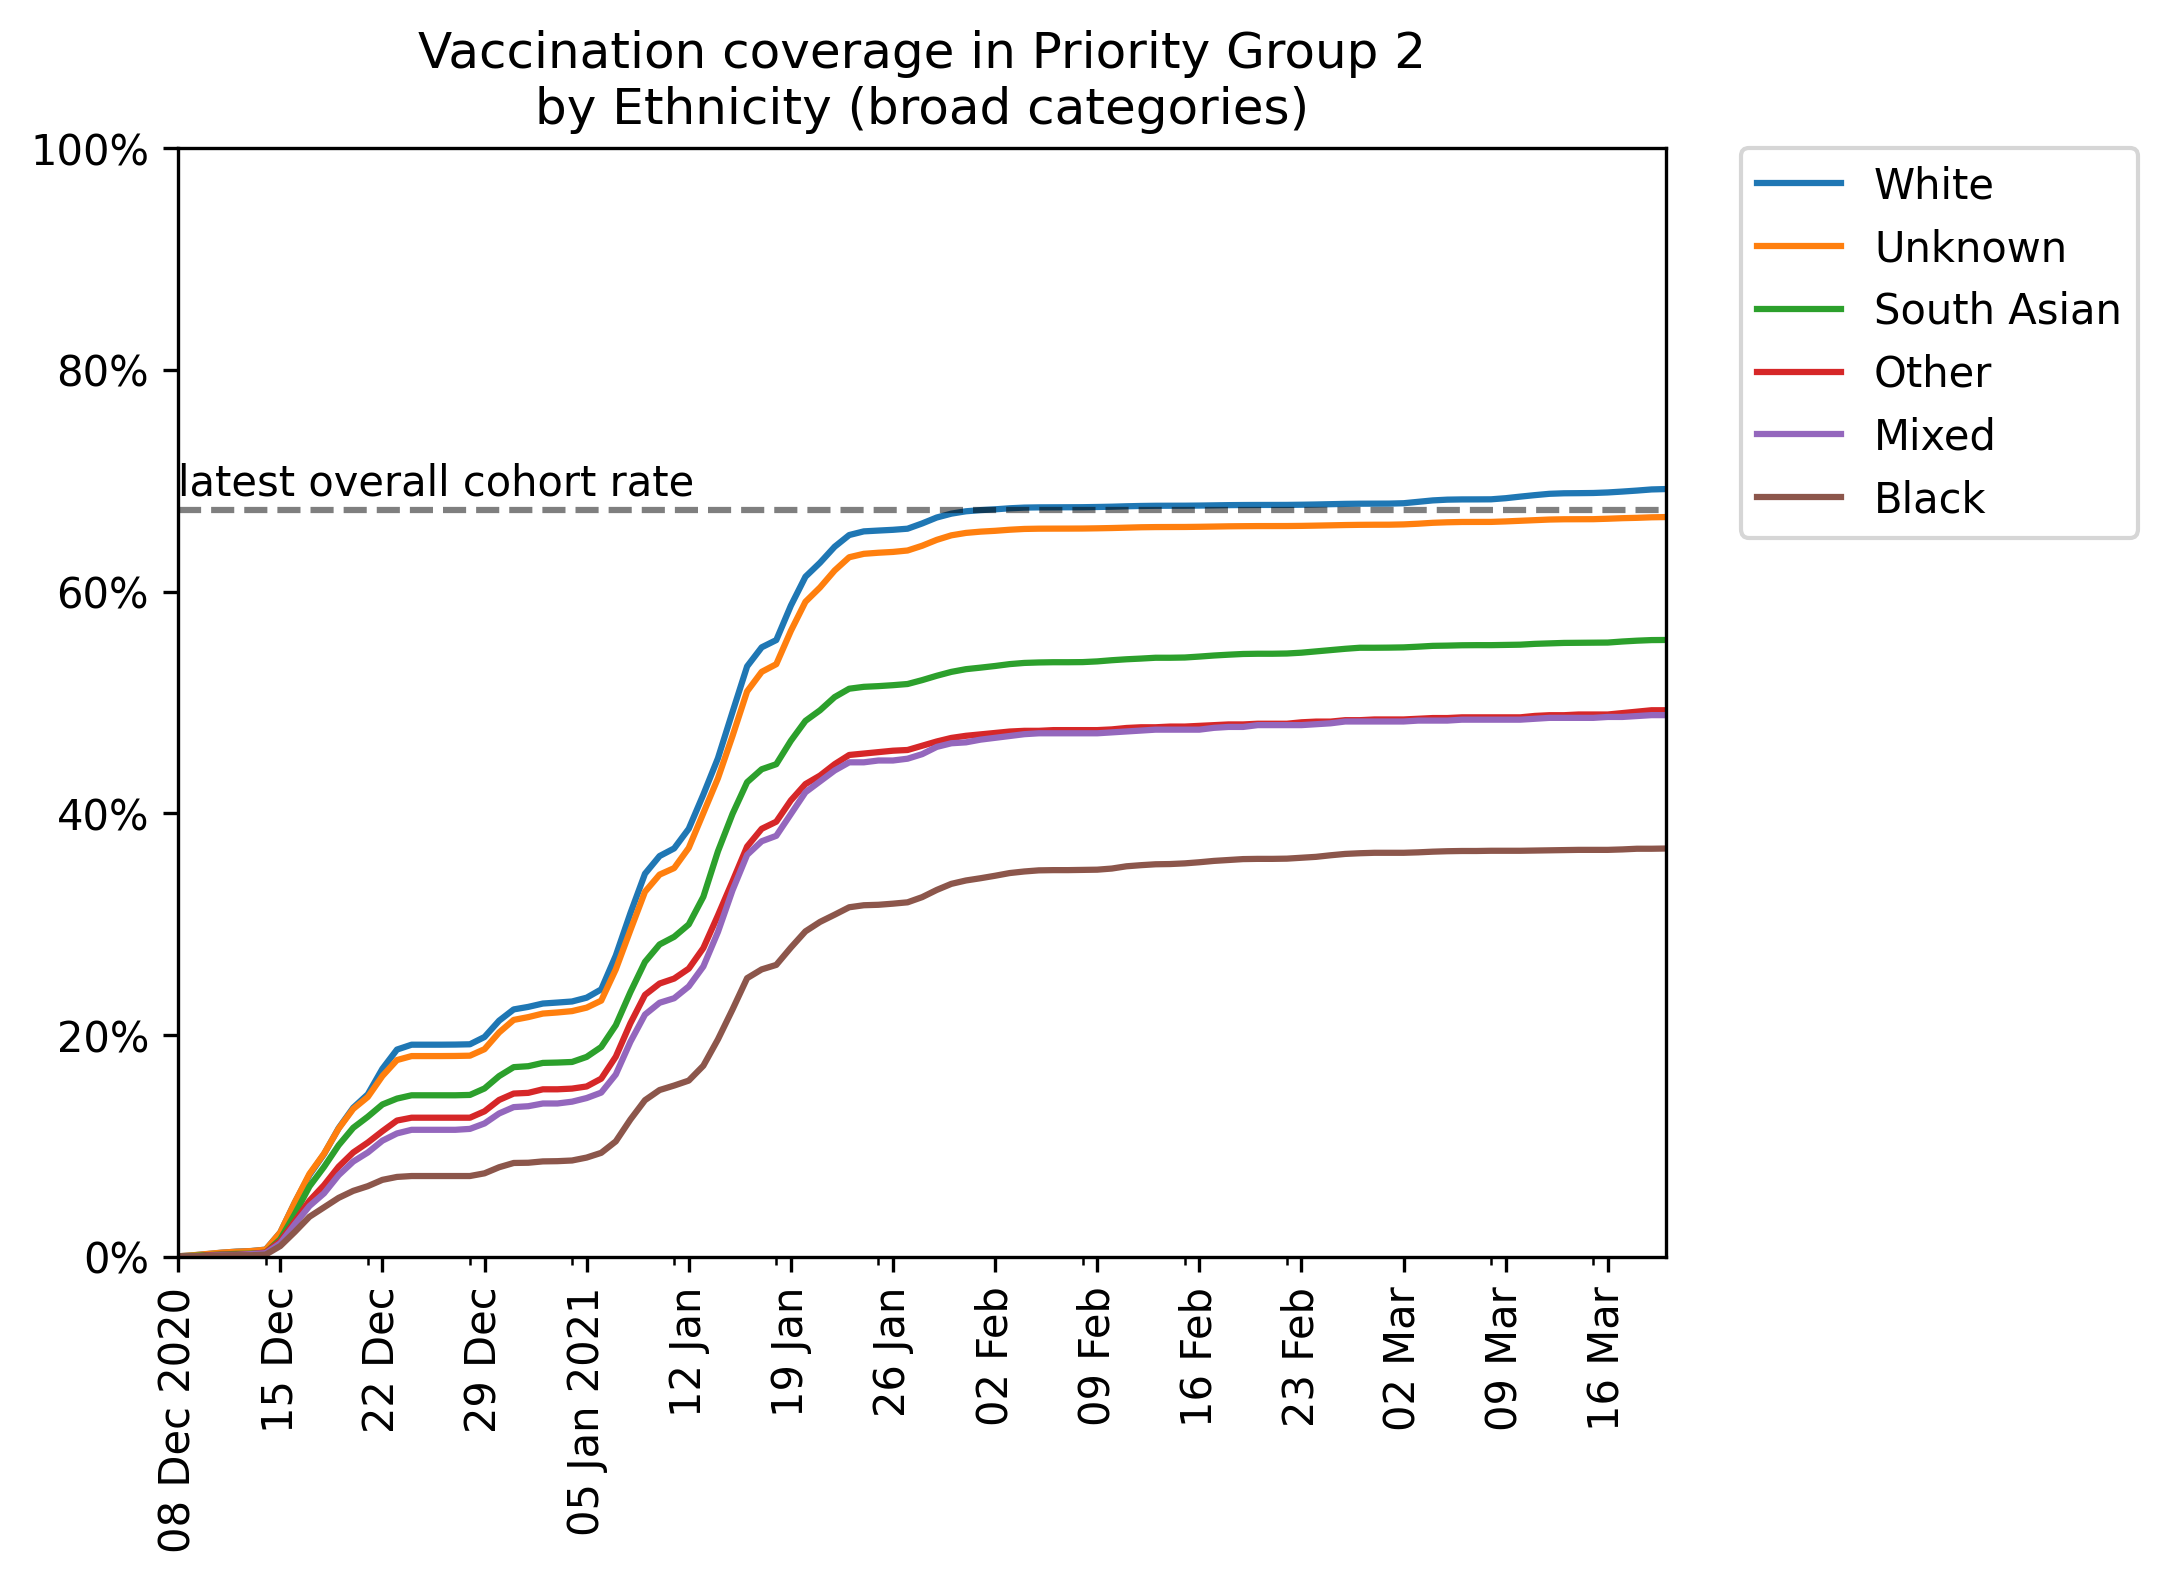 Vaccination coverage in Priority Group 2
by Ethnicity (broad categories)
100%
80%
60%
40%
20%
0%
latest overall cohort rate
08 Dec 2020
15 Dec
22 Dec
29 Dec
05 Jan 2021
12 Jan
19 Jan
26 Jan
02 Feb
09 Feb
16 Feb
23 Feb
02 Mar
09 Mar
16 Mar
White
Unknown
South Asian
Other
Mixed
Black